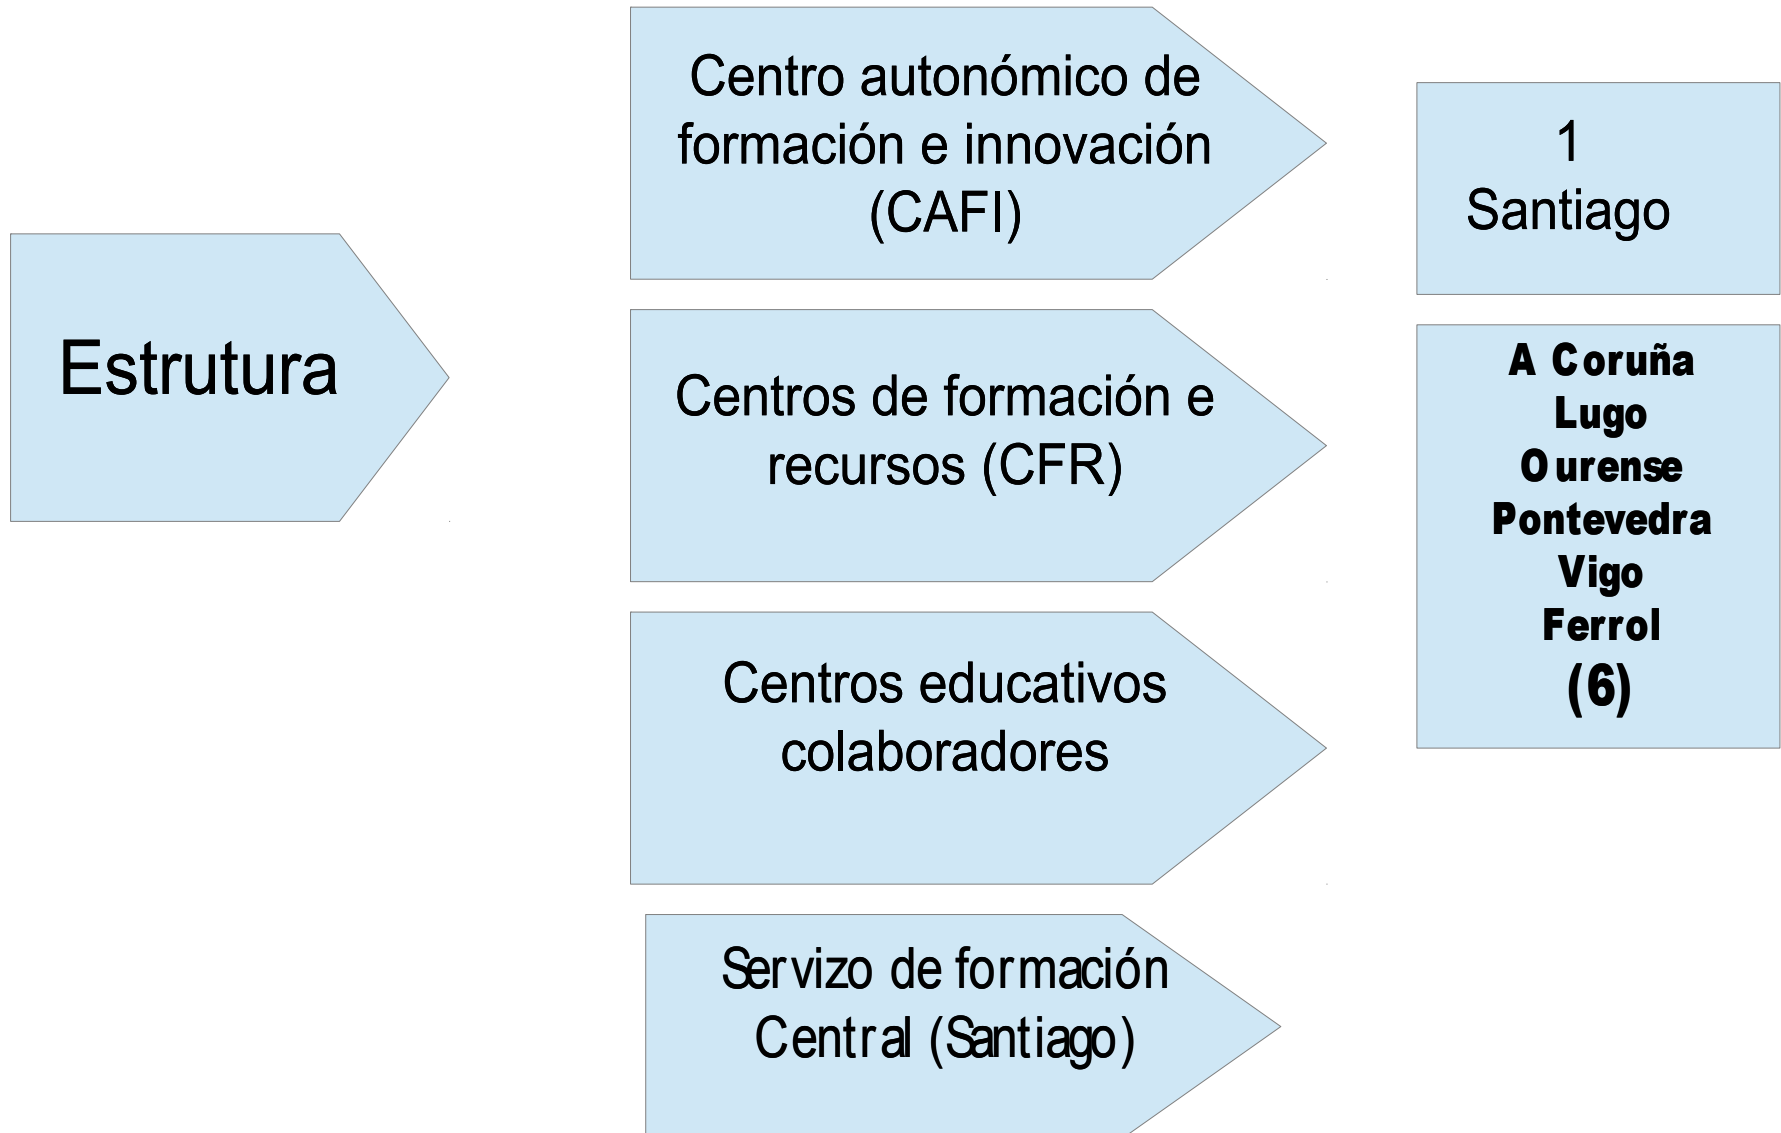 Estrutura
Centro autonómico de
formación e innovación
(CAFI)
1
Santiago
Centros de formación e
recursos (CFR)
A Coruña
Lugo
Ourense
Pontevedra
Vigo
Ferrol
(6)
Centros educativos
colaboradores
Servizo de formación
Central (Santiago)